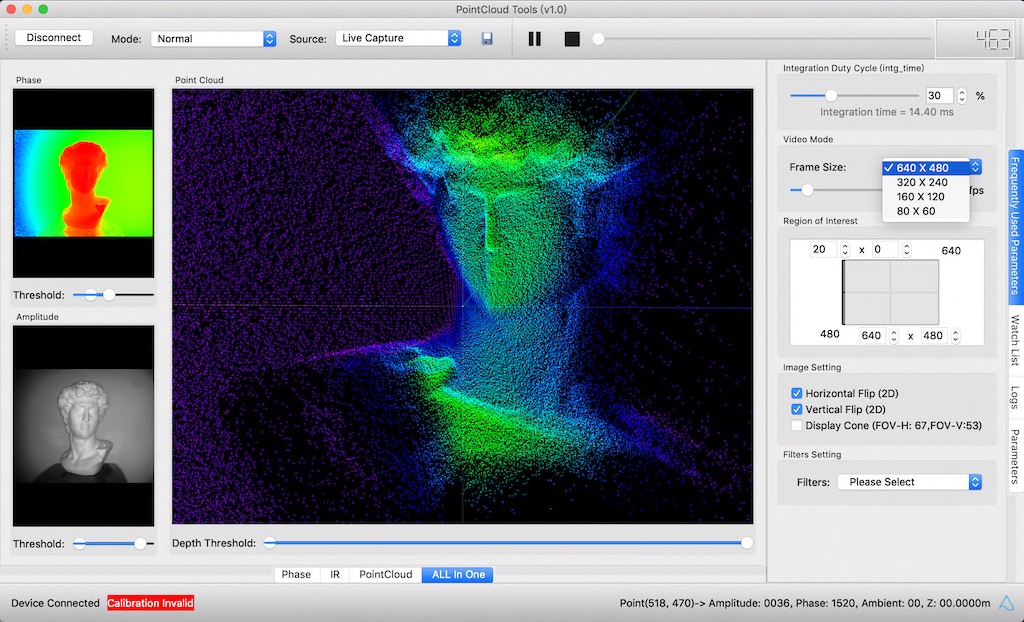 PointCloud Tools (v1.0)
Disconnect Mode: Normal Source: Live Capture 463
Phase
Point Cloud
Threshold:
Amplitude
Threshold:
Depth Threshold:
Phase IR PointCloud ALL In One
Integration Duty Cycle (intg_time)
30 %
Integration time = 14.40 ms
Video Mode
Frame Size: ✓ 640 X 480
320 X 240
160 X 120
80 X 60
fps
Region of Interest
20 x 0 640
480 640 x 480
Image Setting
Horizontal Flip (2D)
Vertical Flip (2D)
Display Cone (FOV-H: 67,FOV-V:53)
Filters Setting
Filters: Please Select
Frequently Used Parameters
Watch List
Logs
Parameters
Device Connected Calibration Invalid Point(518, 470)-> Amplitude: 0036, Phase: 1520, Ambient: 00, Z: 00.0000m